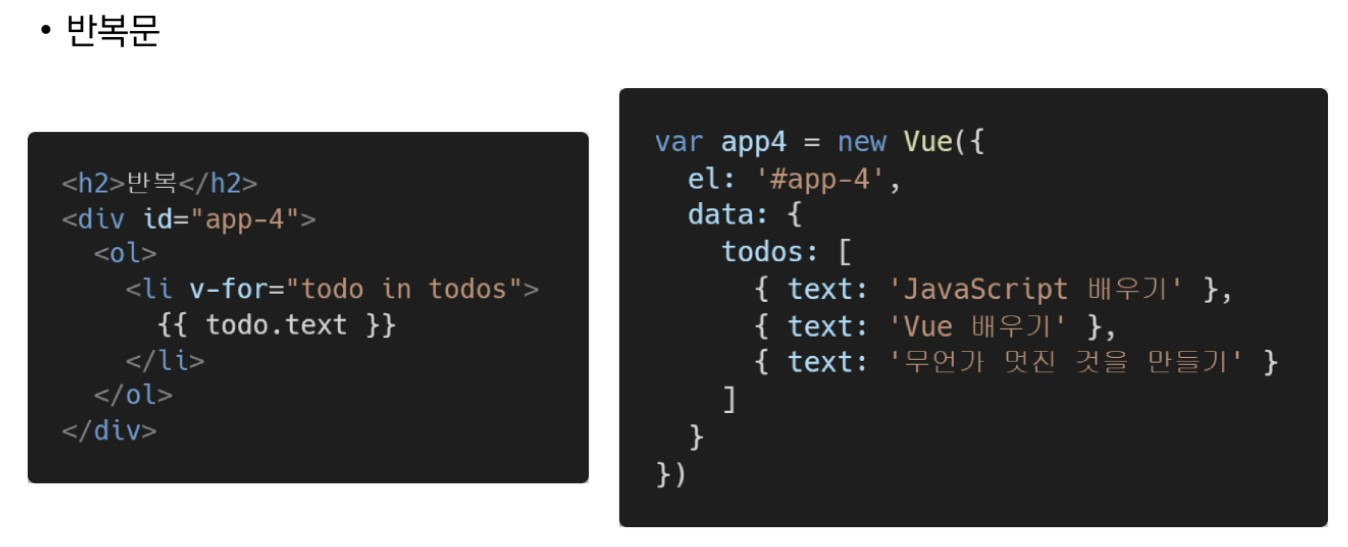 • 반복문
<h2>반복</h2>
<div id="app-4">
  <ol>
    <li v-for="todo in todos">
      {{ todo.text }}
    </li>
  </ol>
</div>
var app4 = new Vue({
  el: '#app-4',
  data: {
    todos: [
      { text: 'JavaScript 배우기' },
      { text: 'Vue 배우기' },
      { text: '무언가 멋진 것을 만들기' }
    ]
  }
})